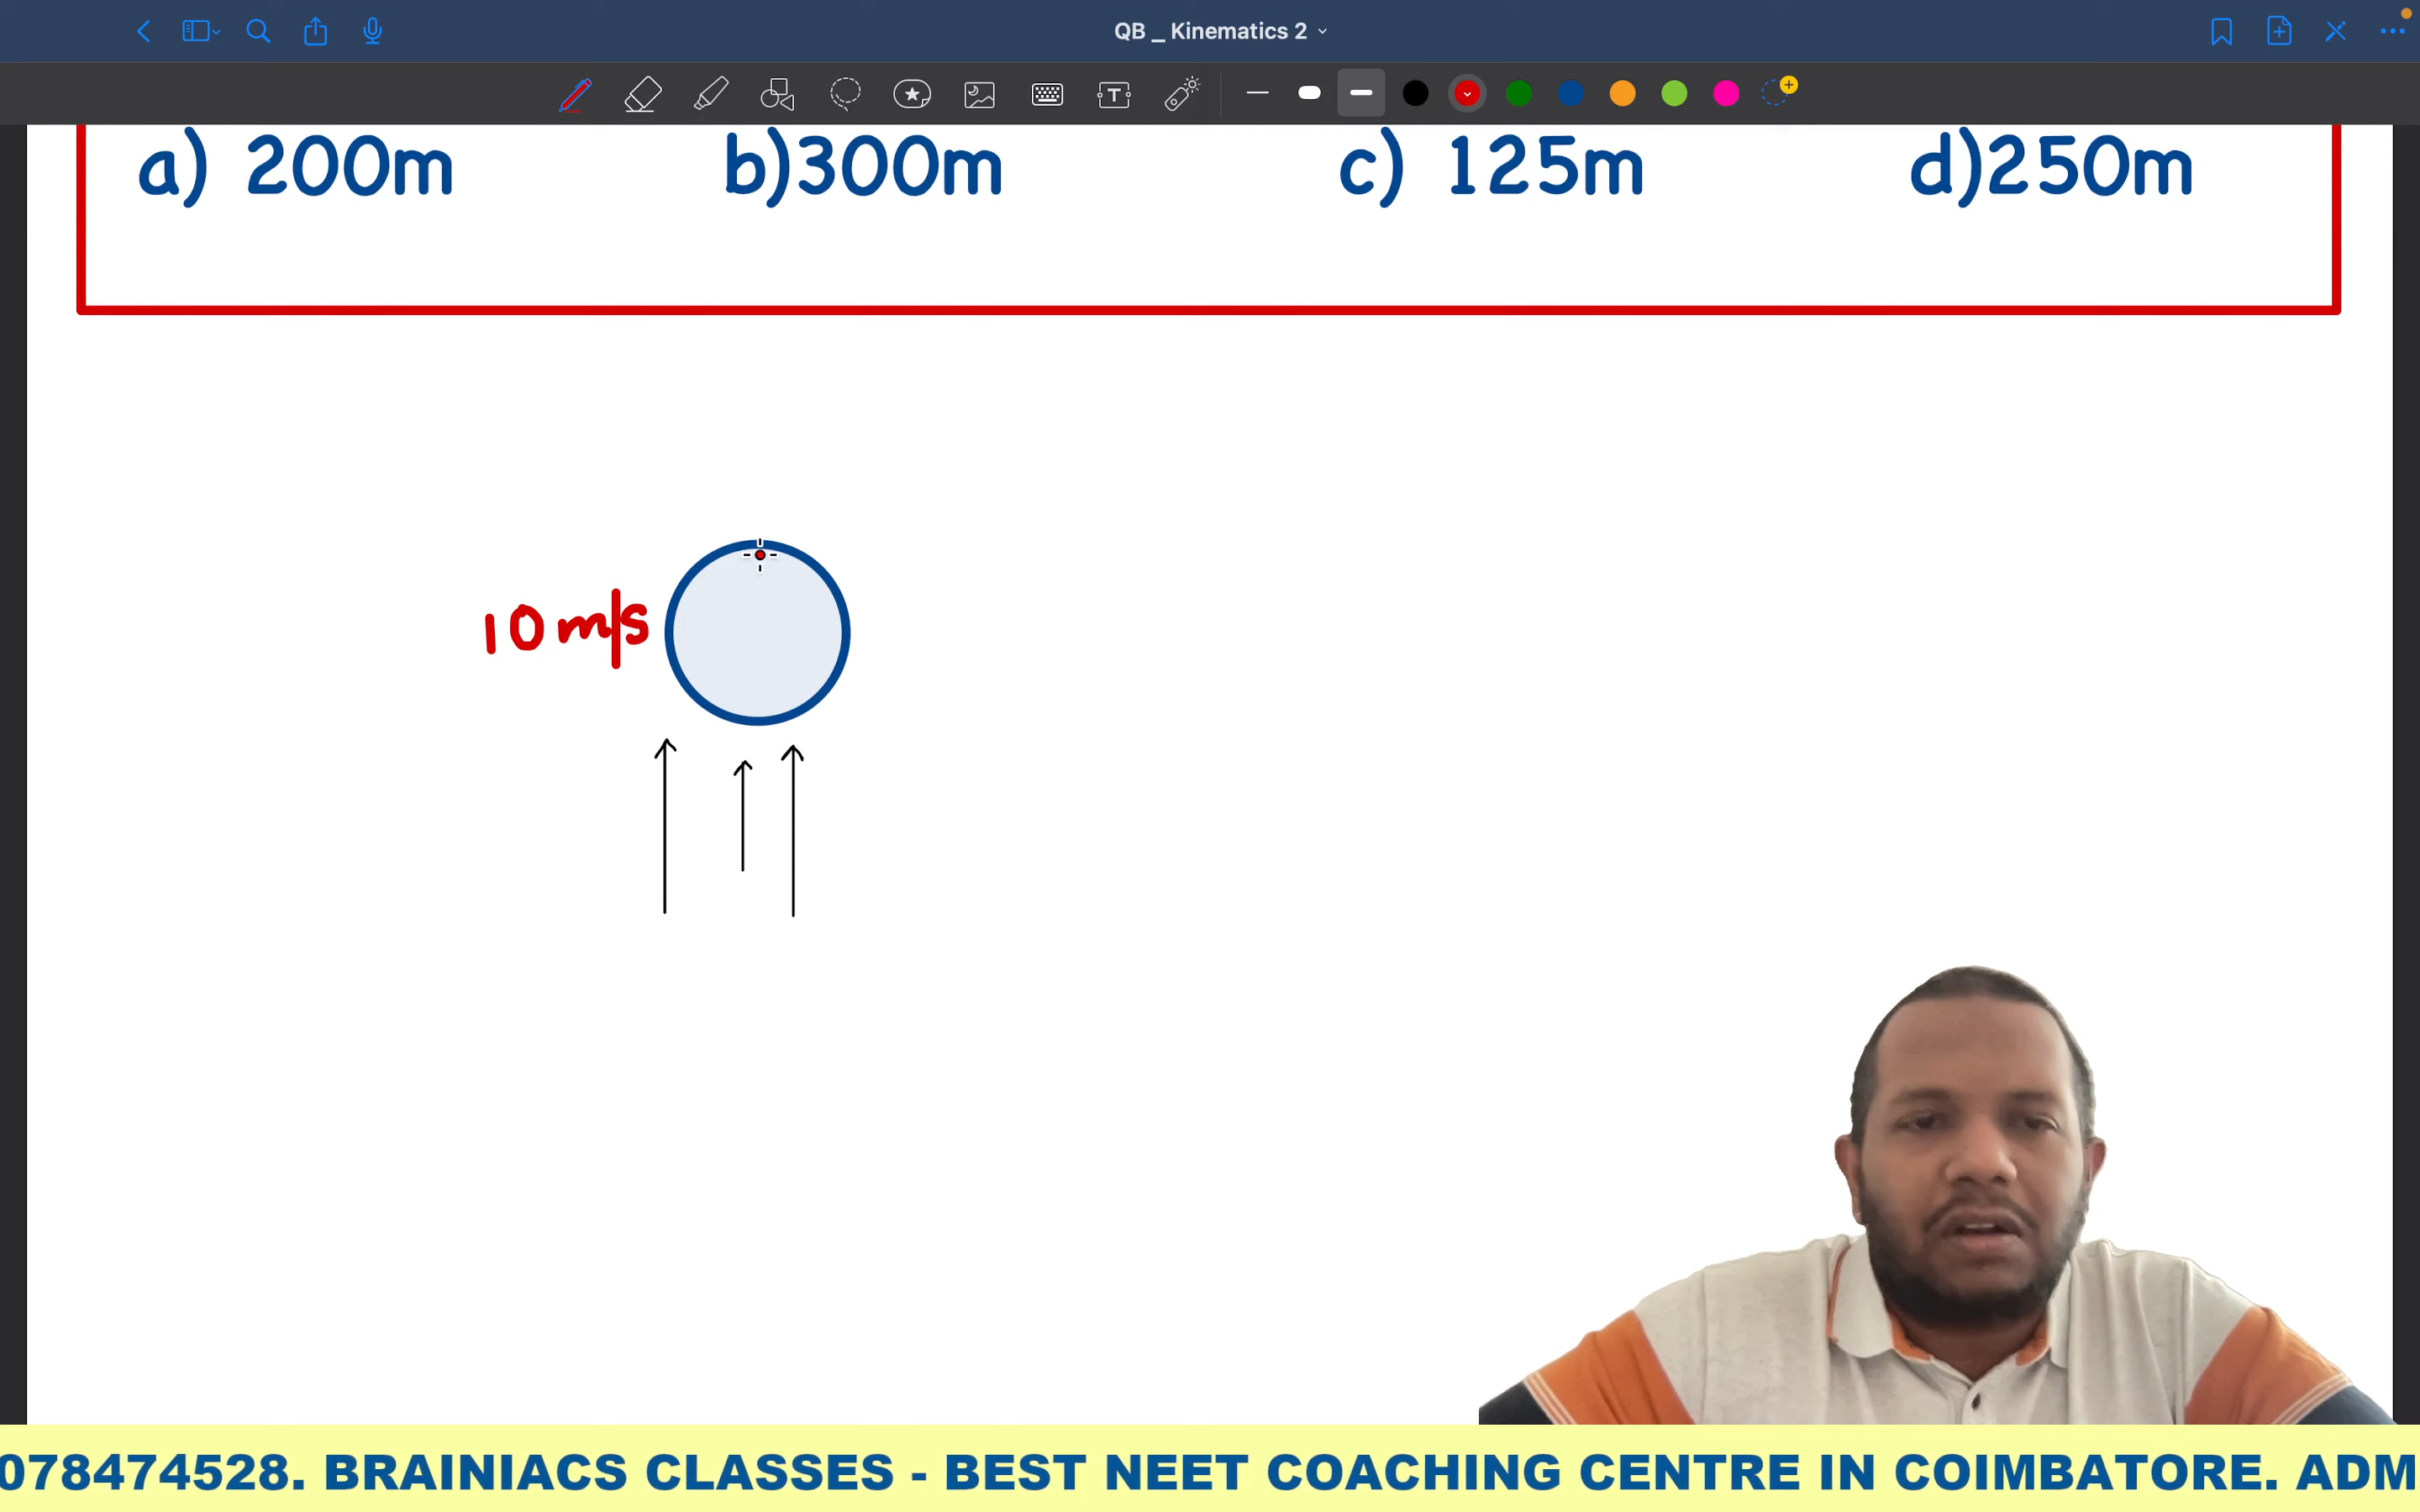 QB _ Kinematics 2
a) 200m b)300m c) 125m d)250m
10 m/s
078474528. BRAINIACS CLASSES - BEST NEET COACHING CENTRE IN COIMBATORE. ADM